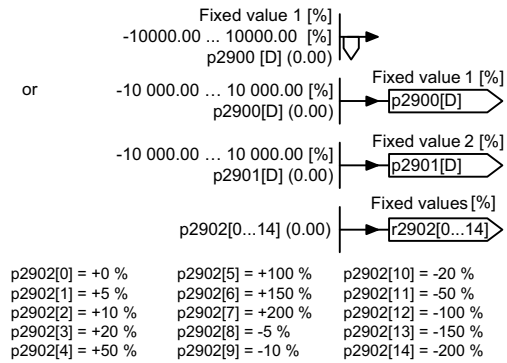 Fixed value 1 [%]
-10000.00 ... 10000.00 [%]
p2900 [D] (0.00)
or
-10 000.00 … 10 000.00 [%]
p2900[D] (0.00)
Fixed value 1 [%]
p2900[D]
-10 000.00 … 10 000.00 [%]
p2901[D] (0.00)
Fixed value 2 [%]
p2901[D]
p2902[0...14] (0.00)
Fixed values [%]
r2902[0...14]
p2902[0] = +0 % p2902[5] = +100 % p2902[10] = -20 %
p2902[1] = +5 % p2902[6] = +150 % p2902[11] = -50 %
p2902[2] = +10 % p2902[7] = +200 % p2902[12] = -100 %
p2902[3] = +20 % p2902[8] = -5 % p2902[13] = -150 %
p2902[4] = +50 % p2902[9] = -10 % p2902[14] = -200 %